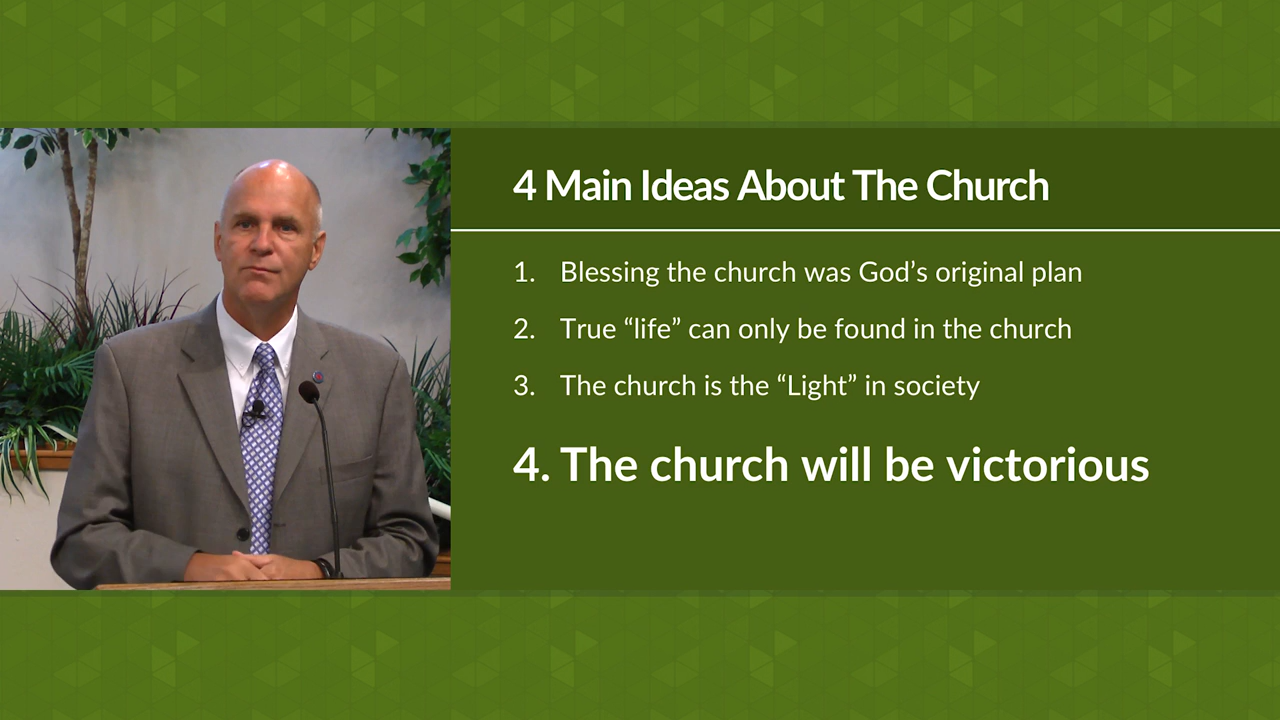 4 Main Ideas About The Church
1. Blessing the church was God’s original plan
2. True “life” can only be found in the church
3. The church is the “Light” in society
4. The church will be victorious